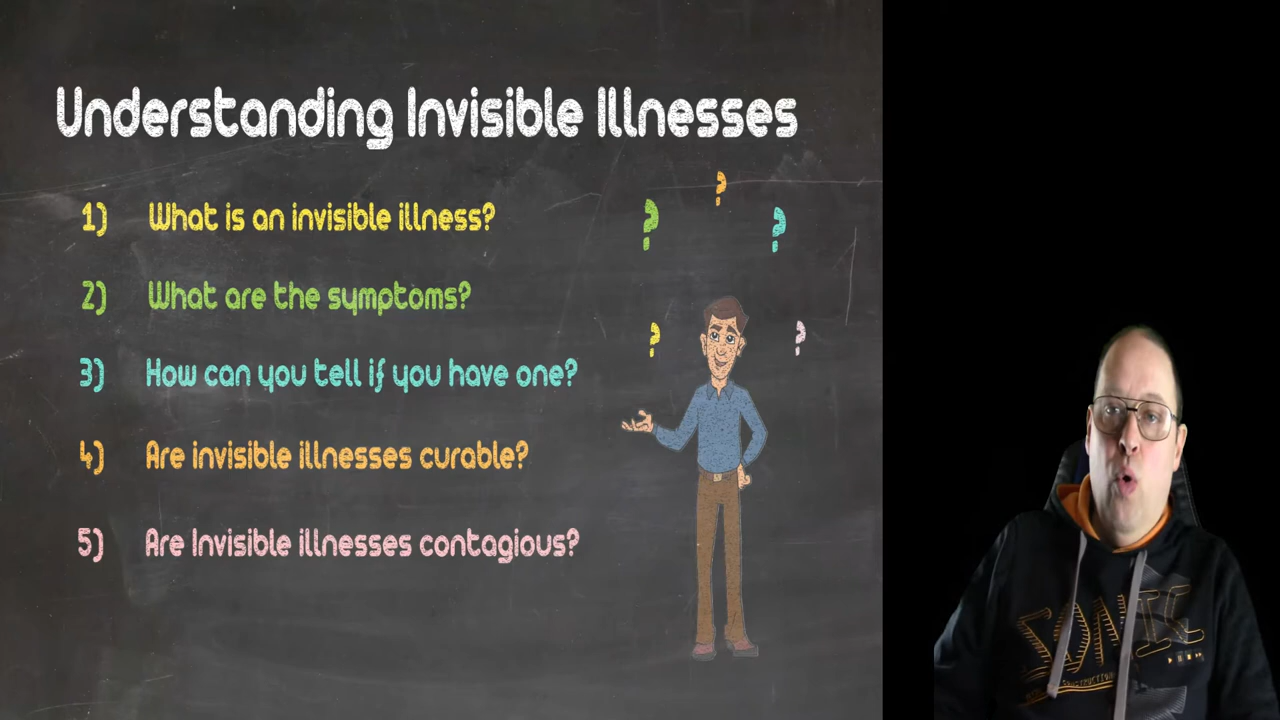 Understanding Invisible Illnesses
1) What is an invisible illness?
2) What are the symptoms?
3) How can you tell if you have one?
4) Are invisible illnesses curable?
5) Are Invisible illnesses contagious?
SONIC